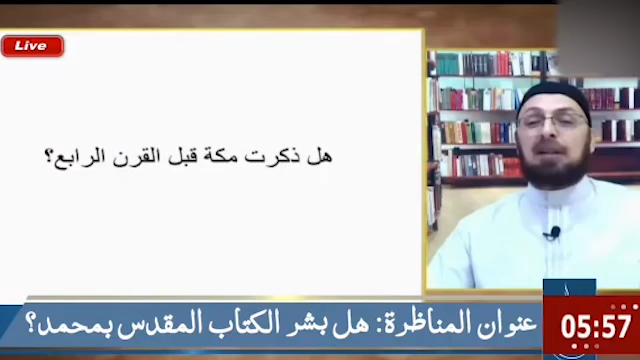 Live
هل ذكرت مكة قبل القرن الرابع؟
عنوان المناظرة: هل بشر الكتاب المقدس بمحمد؟
05:57